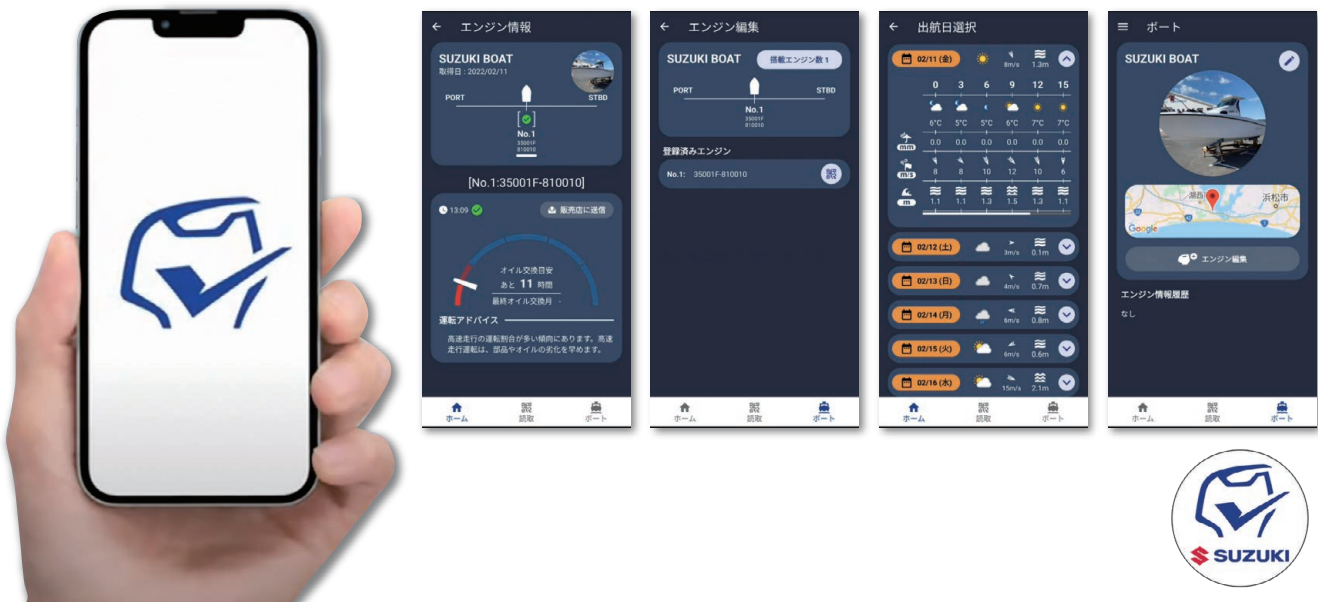 エンジン情報
SUZUKI BOAT
取得日 : 2022/02/11
PORT
STBD
No.1
35001F
810010
[No.1:35001F-810010]
13:09
販売店に送信
オイル交換目安
あと 11 時間
最終オイル交換月 -
運転アドバイス
高速走行の運転割合が多い傾向にあります。高速
走行運転は、部品やオイルの劣化を早めます。
ホーム
読取
ボート
エンジン編集
SUZUKI BOAT
搭載エンジン数 1
PORT
STBD
No.1
35001F
810010
登録済みエンジン
No.1: 35001F-810010
ホーム
読取
ボート
出航日選択
02/11 (金) 8m/s 1.3m
0 3 6 9 12 15
6°C 5°C 5°C 6°C 7°C 7°C
mm 0.0 0.0 0.0 0.0 0.0 0.0
m/s 8 8 10 12 10 6
m 1.1 1.1 1.3 1.5 1.3 1.1
02/12 (土) 3m/s 0.1m
02/13 (日) 4m/s 0.7m
02/14 (月) 6m/s 0.8m
02/15 (火) 6m/s 0.6m
02/16 (水) 15m/s 2.1m
ホーム
読取
ボート
ボート
SUZUKI BOAT
湖西
浜松市
Google
エンジン編集
エンジン情報履歴
なし
ホーム
読取
ボート
SUZUKI